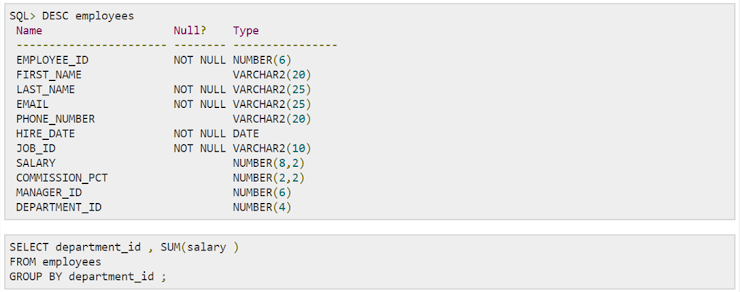 SQL> DESC employees
 Name                   Null?    Type
 ---------------------- -------- ----------------
 EMPLOYEE_ID            NOT NULL NUMBER(6)
 FIRST_NAME                      VARCHAR2(20)
 LAST_NAME              NOT NULL VARCHAR2(25)
 EMAIL                  NOT NULL VARCHAR2(25)
 PHONE_NUMBER                    VARCHAR2(20)
 HIRE_DATE              NOT NULL DATE
 JOB_ID                 NOT NULL VARCHAR2(10)
 SALARY                          NUMBER(8,2)
 COMMISSION_PCT                  NUMBER(2,2)
 MANAGER_ID                      NUMBER(6)
 DEPARTMENT_ID                   NUMBER(4)
SELECT department_id , SUM(salary )
FROM employees
GROUP BY department_id ;